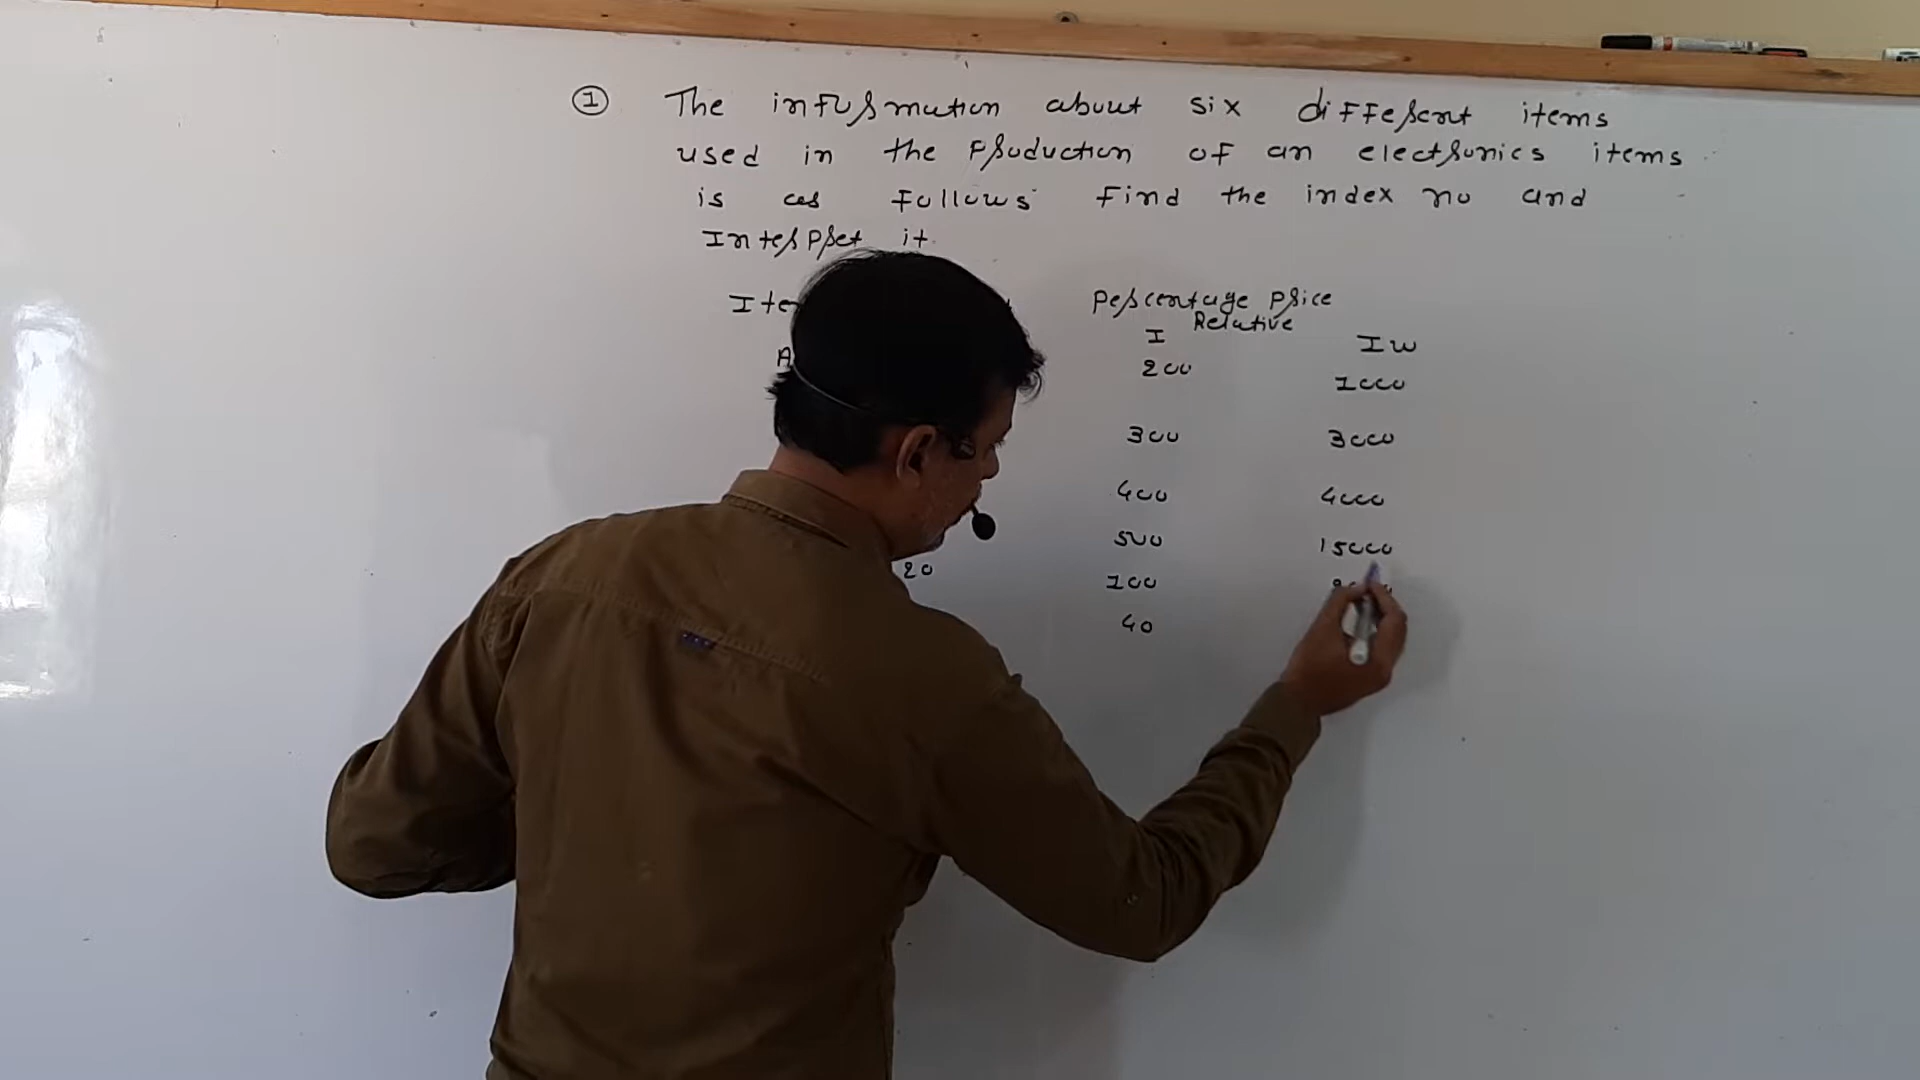 ① The information about six different items
used in the production of an electronics items
is as follows Find the index no and
Interpret it.
Percentage Price
Relative
I Iw
200 1000
300 3000
400 4000
500 15000
20 100
40